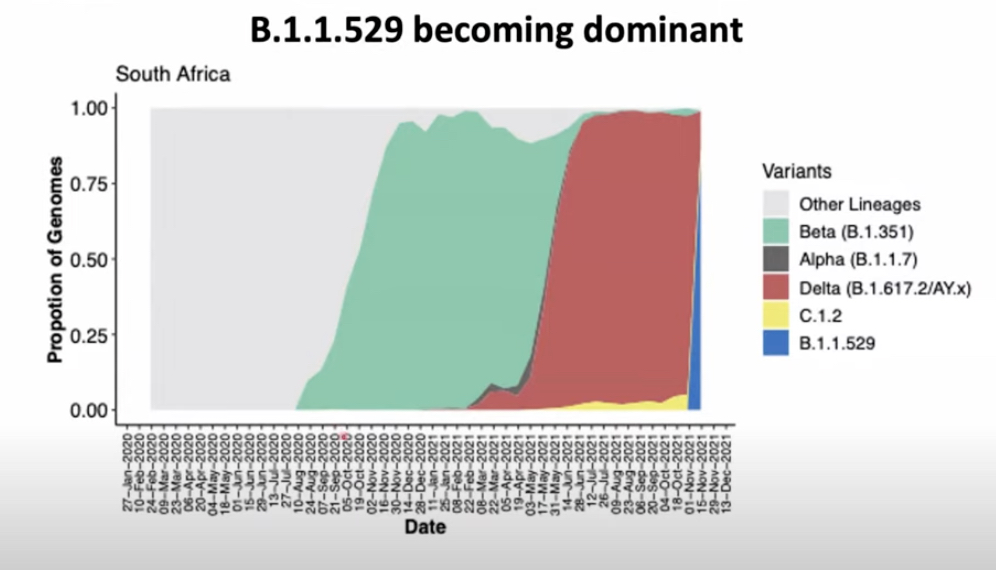 B.1.1.529 becoming dominant
South Africa
Propotion of Genomes
1.00
0.75
0.50
0.25
0.00
27-Jan-2020
10-Feb-2020
24-Feb-2020
09-Mar-2020
23-Mar-2020
06-Apr-2020
20-Apr-2020
04-May-2020
18-May-2020
01-Jun-2020
15-Jun-2020
29-Jun-2020
13-Jul-2020
27-Jul-2020
10-Aug-2020
24-Aug-2020
07-Sep-2020
21-Sep-2020
05-Oct-2020
19-Oct-2020
02-Nov-2020
16-Nov-2020
30-Nov-2020
14-Dec-2020
28-Dec-2020
11-Jan-2021
25-Jan-2021
08-Feb-2021
22-Feb-2021
08-Mar-2021
22-Mar-2021
05-Apr-2021
19-Apr-2021
03-May-2021
17-May-2021
31-May-2021
14-Jun-2021
28-Jun-2021
12-Jul-2021
26-Jul-2021
09-Aug-2021
23-Aug-2021
06-Sep-2021
20-Sep-2021
04-Oct-2021
18-Oct-2021
01-Nov-2021
15-Nov-2021
29-Nov-2021
13-Dec-2021
Date
Variants
Other Lineages
Beta (B.1.351)
Alpha (B.1.1.7)
Delta (B.1.617.2/AY.x)
C.1.2
B.1.1.529